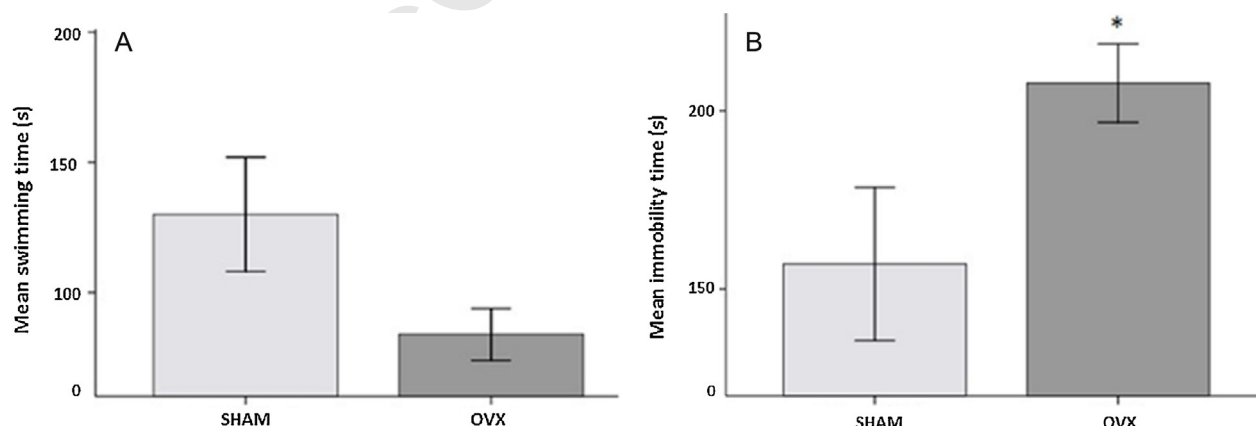 A
Mean swimming time (s)
200
150
100
0
SHAM
OVX
B
*
Mean immobility time (s)
200
150
0
SHAM
OVX